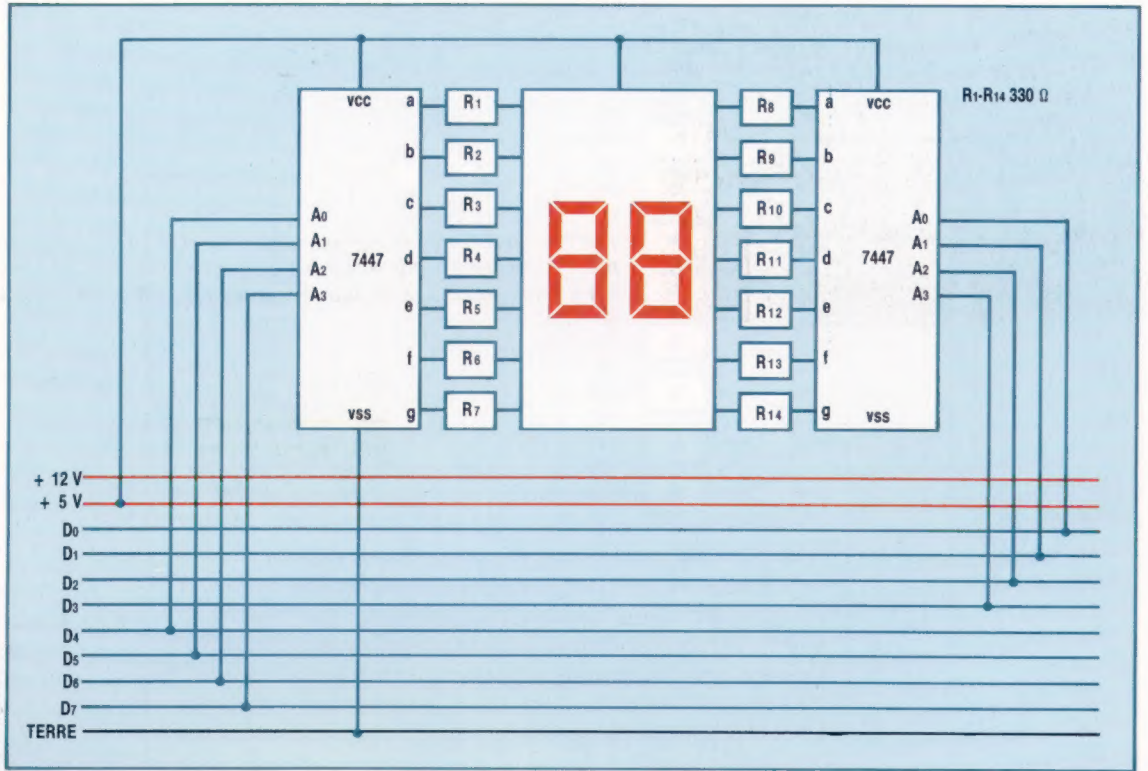 vcc a R1 R8 a vcc R1-R14 330 Ω
b R2 R9 b
c R3 R10 c
A0 A0
A1 A1
7447 d R4 R11 d 7447
A2 A2
A3 A3
e R5 R12 e
f R6 R13 f
vss g R7 R14 g vss
+ 12 V
+ 5 V
D0
D1
D2
D3
D4
D5
D6
D7
TERRE